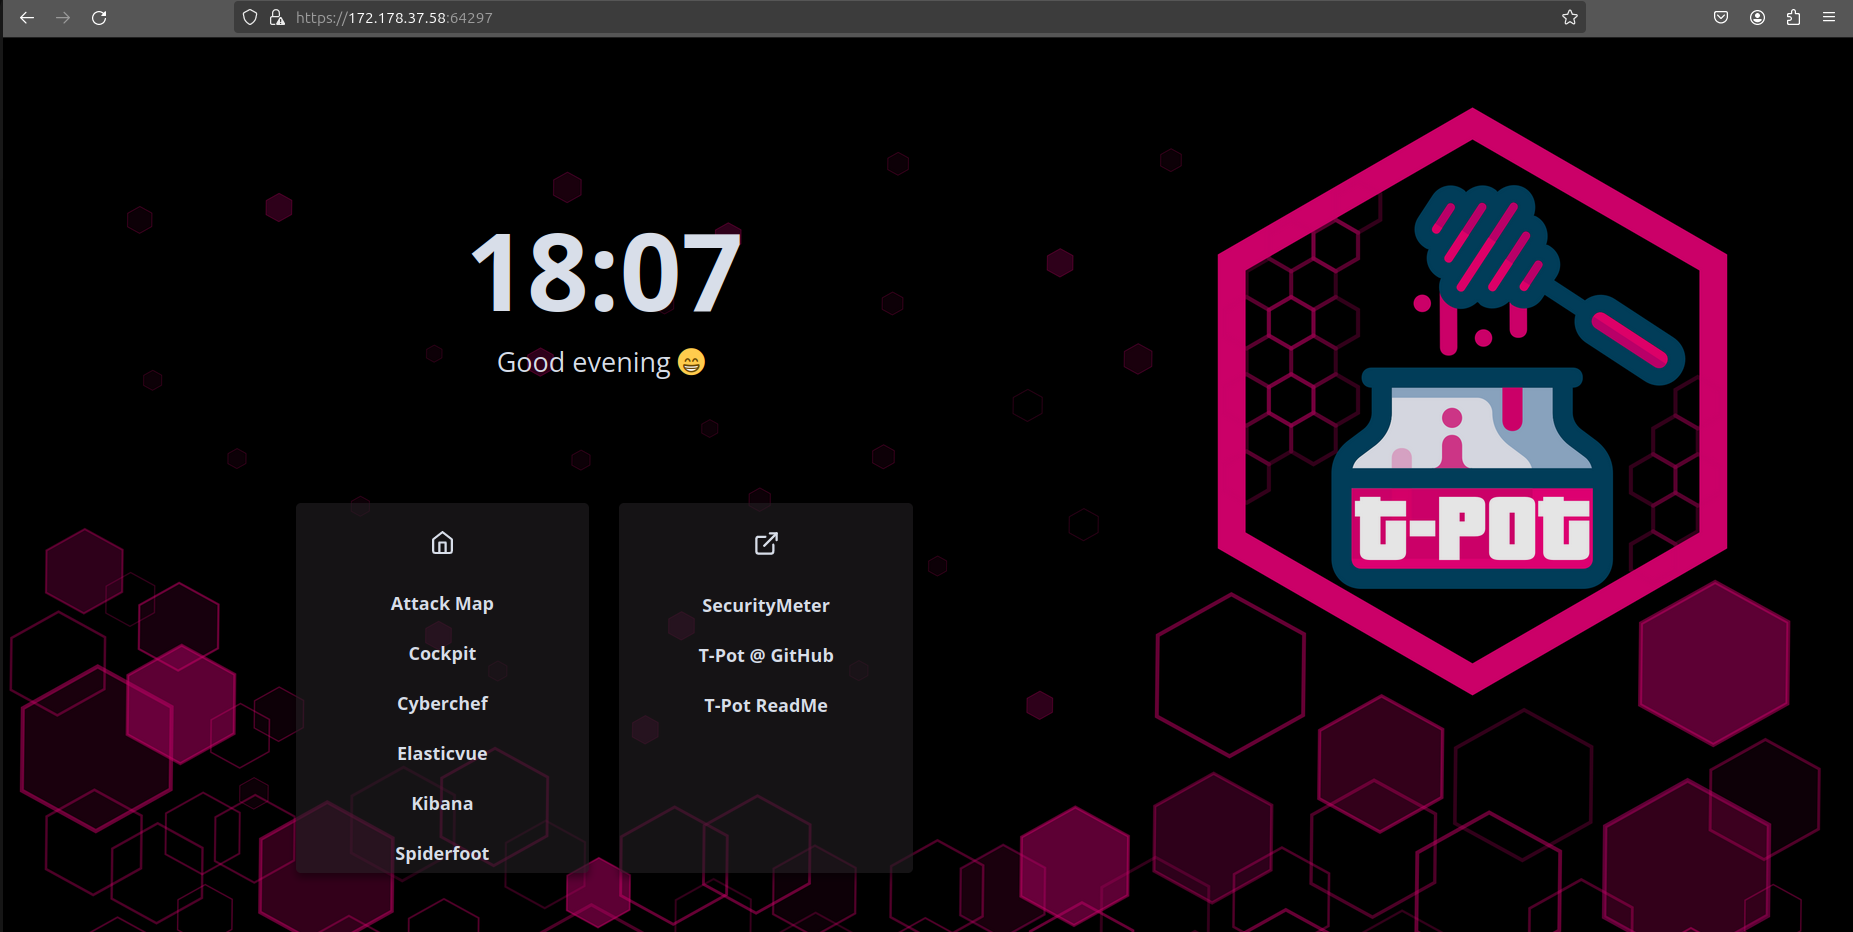 https://172.178.37.58:64297
18:07
Good evening 😁
Attack Map
Cockpit
Cyberchef
Elasticvue
Kibana
Spiderfoot
SecurityMeter
T-Pot @ GitHub
T-Pot ReadMe
t-pot